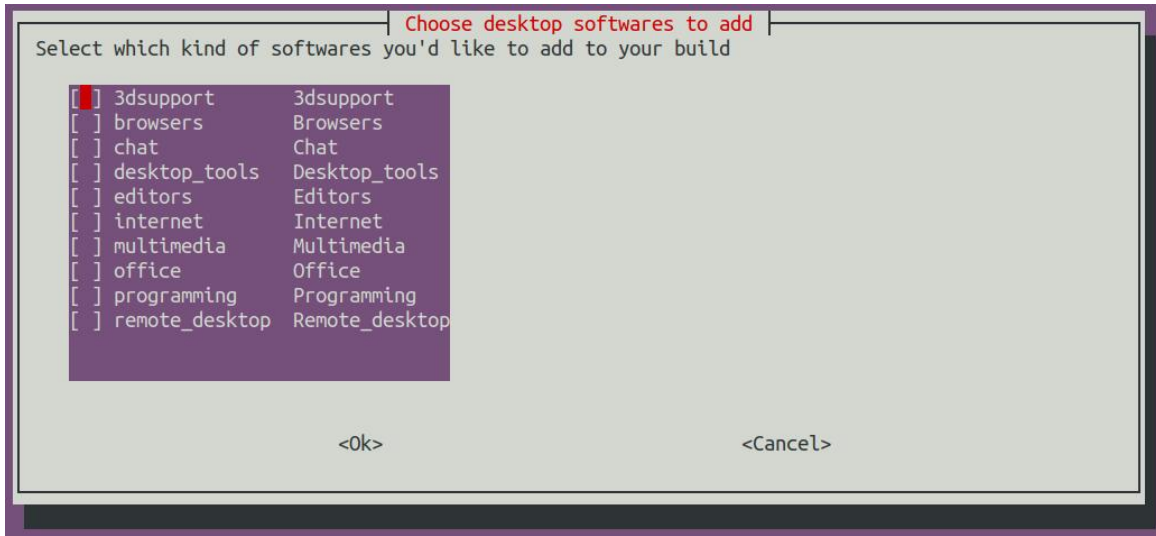 Choose desktop softwares to add
Select which kind of softwares you'd like to add to your build
[ ] 3dsupport 3dsupport
[ ] browsers Browsers
[ ] chat Chat
[ ] desktop_tools Desktop_tools
[ ] editors Editors
[ ] internet Internet
[ ] multimedia Multimedia
[ ] office Office
[ ] programming Programming
[ ] remote_desktop Remote_desktop
<Ok> <Cancel>